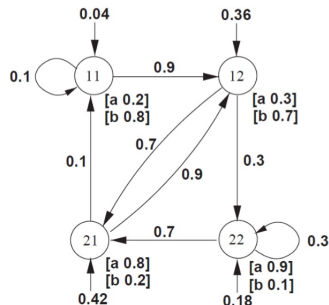 0.04
0.36
0.1
11
0.9
12
[a 0.2]
[b 0.8]
[a 0.3]
[b 0.7]
0.7
0.1
0.9
0.3
21
0.7
22
0.3
[a 0.8]
[b 0.2]
[a 0.9]
[b 0.1]
0.42
0.18